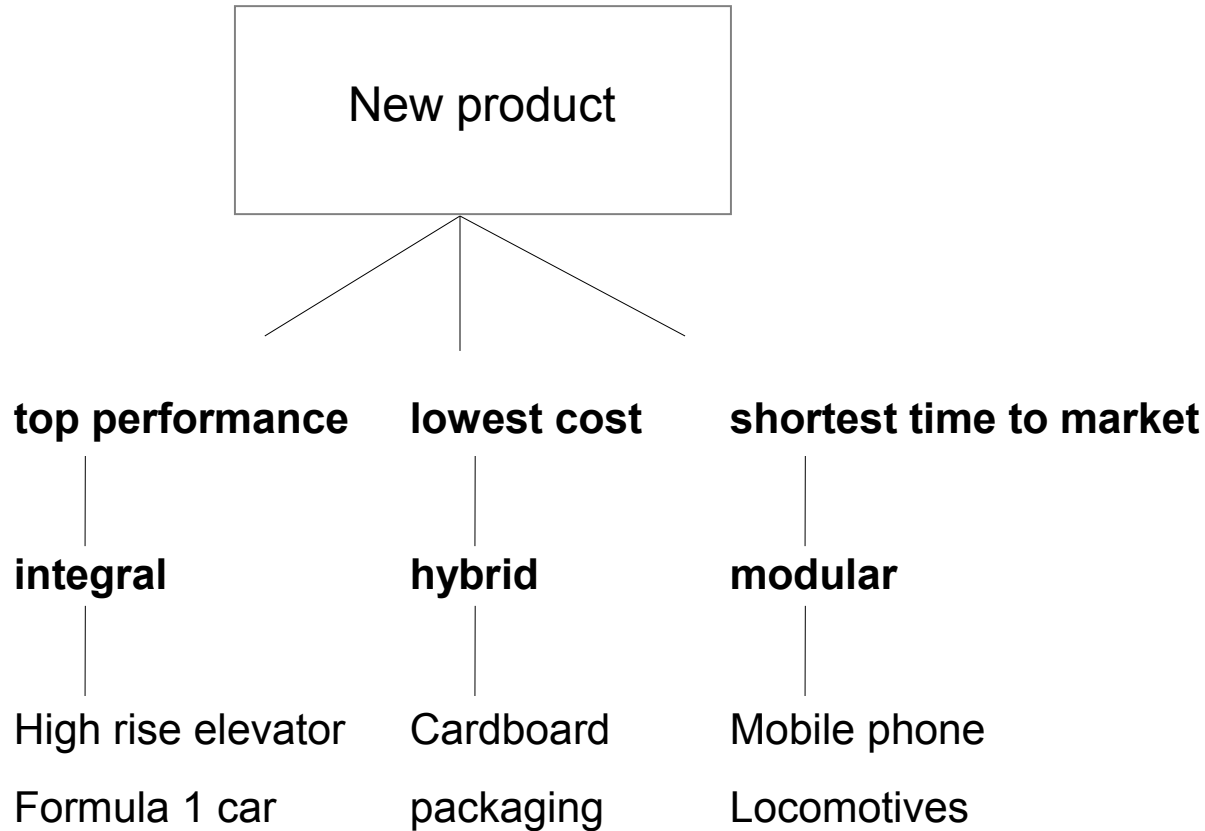 New product
top performance
lowest cost
shortest time to market
integral
hybrid
modular
High rise elevator
Cardboard
Mobile phone
Formula 1 car
packaging
Locomotives